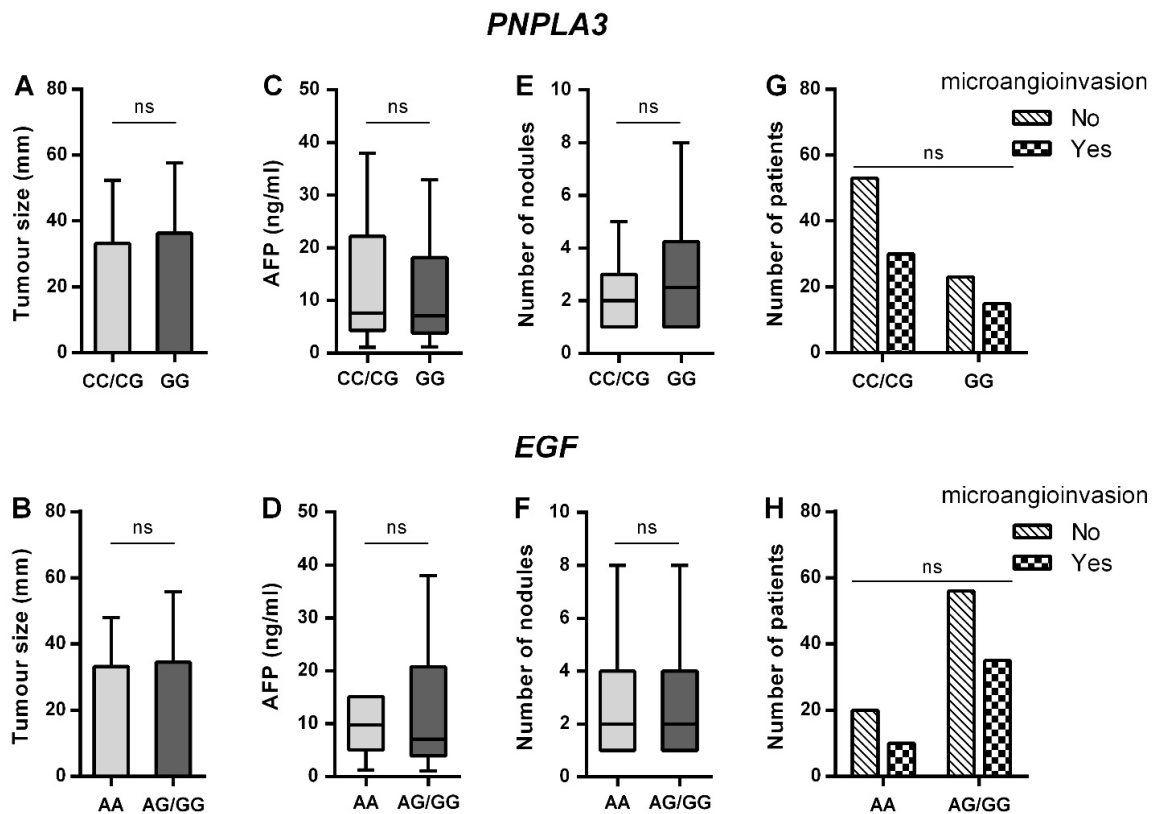 PNPLA3
A
Tumour size (mm)
80
60
40
20
0
ns
CC/CG GG
C
AFP (ng/ml)
50
40
30
20
10
0
ns
CC/CG GG
E
Number of nodules
10
8
6
4
2
0
ns
CC/CG GG
G
Number of patients
80
60
40
20
0
microangioinvasion
No
Yes
ns
CC/CG GG
EGF
B
Tumour size (mm)
80
60
40
20
0
ns
AA AG/GG
D
AFP (ng/ml)
50
40
30
20
10
0
ns
AA AG/GG
F
Number of nodules
10
8
6
4
2
0
ns
AA AG/GG
H
Number of patients
80
60
40
20
0
microangioinvasion
No
Yes
ns
AA AG/GG